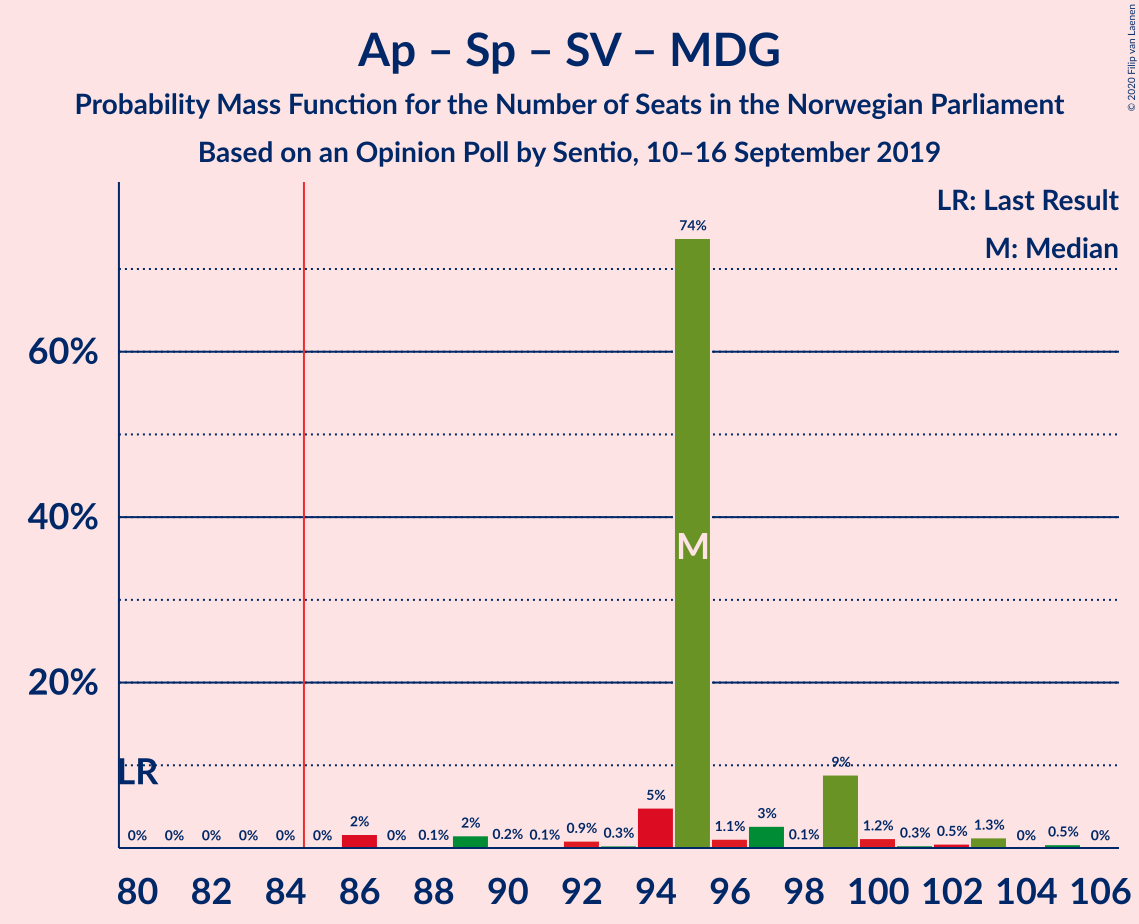 Ap – Sp – SV – MDG
Probability Mass Function for the Number of Seats in the Norwegian Parliament
Based on an Opinion Poll by Sentio, 10–16 September 2019
© 2020 Filip van Laenen
LR: Last Result
M: Median
60%
40%
20%
LR
M
0% 0% 0% 0% 0% 0% 2% 0% 0.1% 2% 0.2% 0.1% 0.9% 0.3% 5% 74% 1.1% 3% 0.1% 9% 1.2% 0.3% 0.5% 1.3% 0% 0.5% 0%
80 82 84 86 88 90 92 94 96 98 100 102 104 106